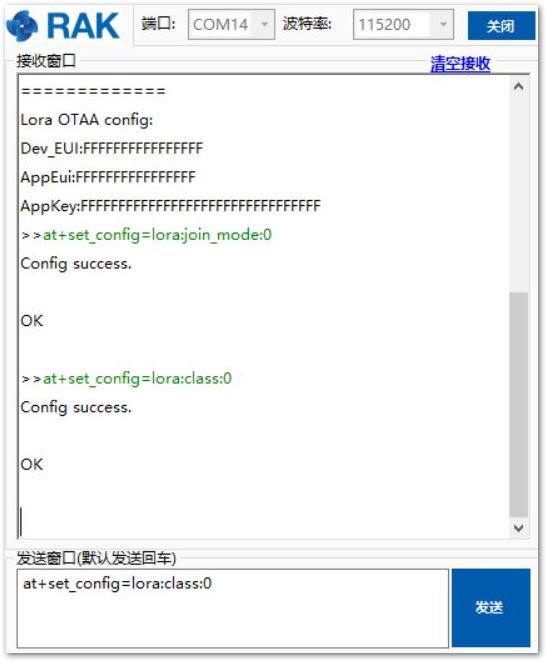 RAK 端口: COM14 波特率: 115200 关闭
接收窗口 清空接收
=============
Lora OTAA config:
Dev_EUI:FFFFFFFFFFFFFFFF
AppEui:FFFFFFFFFFFFFFFF
AppKey:FFFFFFFFFFFFFFFFFFFFFFFFFFFFFFFF
>>at+set_config=lora:join_mode:0
Config success.
OK
>>at+set_config=lora:class:0
Config success.
OK
发送窗口(默认发送回车)
at+set_config=lora:class:0
发送